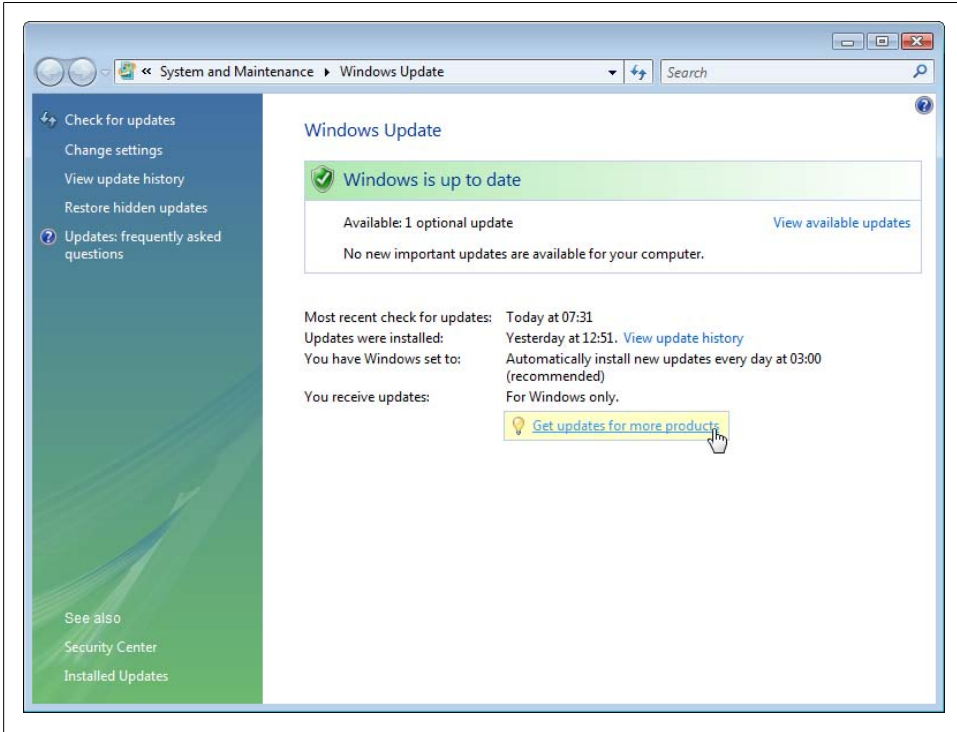 « System and Maintenance ▸ Windows Update
Search
Check for updates
Change settings
View update history
Restore hidden updates
Updates: frequently asked
questions
See also
Security Center
Installed Updates
Windows Update
Windows is up to date
Available: 1 optional update
View available updates
No new important updates are available for your computer.
Most recent check for updates: Today at 07:31
Updates were installed: Yesterday at 12:51. View update history
You have Windows set to: Automatically install new updates every day at 03:00
(recommended)
You receive updates: For Windows only.
Get updates for more products